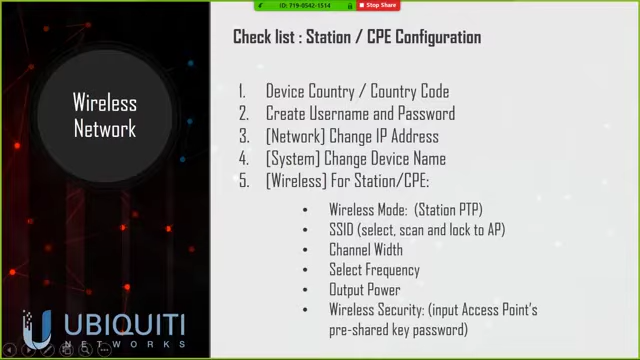 ID: 719-0542-1514
Stop Share
Check list : Station / CPE Configuration
Wireless
Network
1. Device Country / Country Code
2. Create Username and Password
3. [Network] Change IP Address
4. [System] Change Device Name
5. [Wireless] For Station/CPE:
• Wireless Mode: (Station PTP)
• SSID (select, scan and lock to AP)
• Channel Width
• Select Frequency
• Output Power
• Wireless Security: (input Access Point's
pre-shared key password)
UBIQUITI
NETWORKS